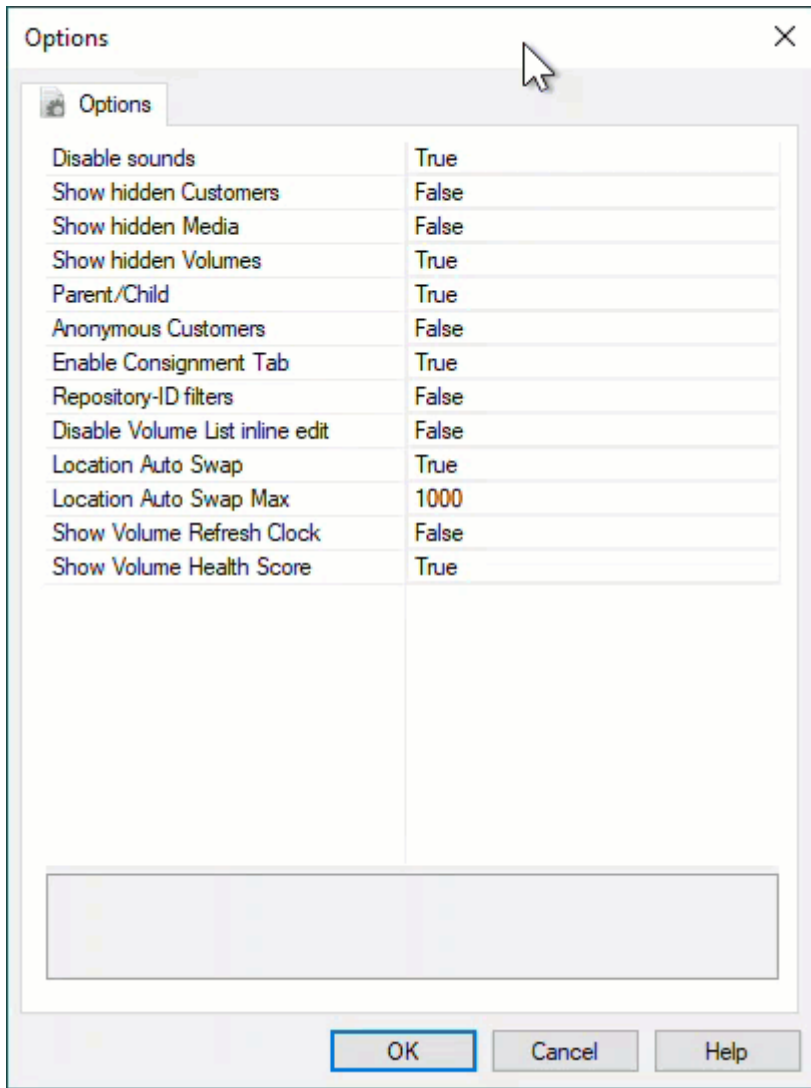 Options
Options
Disable sounds True
Show hidden Customers False
Show hidden Media False
Show hidden Volumes True
Parent/Child True
Anonymous Customers False
Enable Consignment Tab True
Repository-ID filters False
Disable Volume List inline edit False
Location Auto Swap True
Location Auto Swap Max 1000
Show Volume Refresh Clock False
Show Volume Health Score True
OK Cancel Help